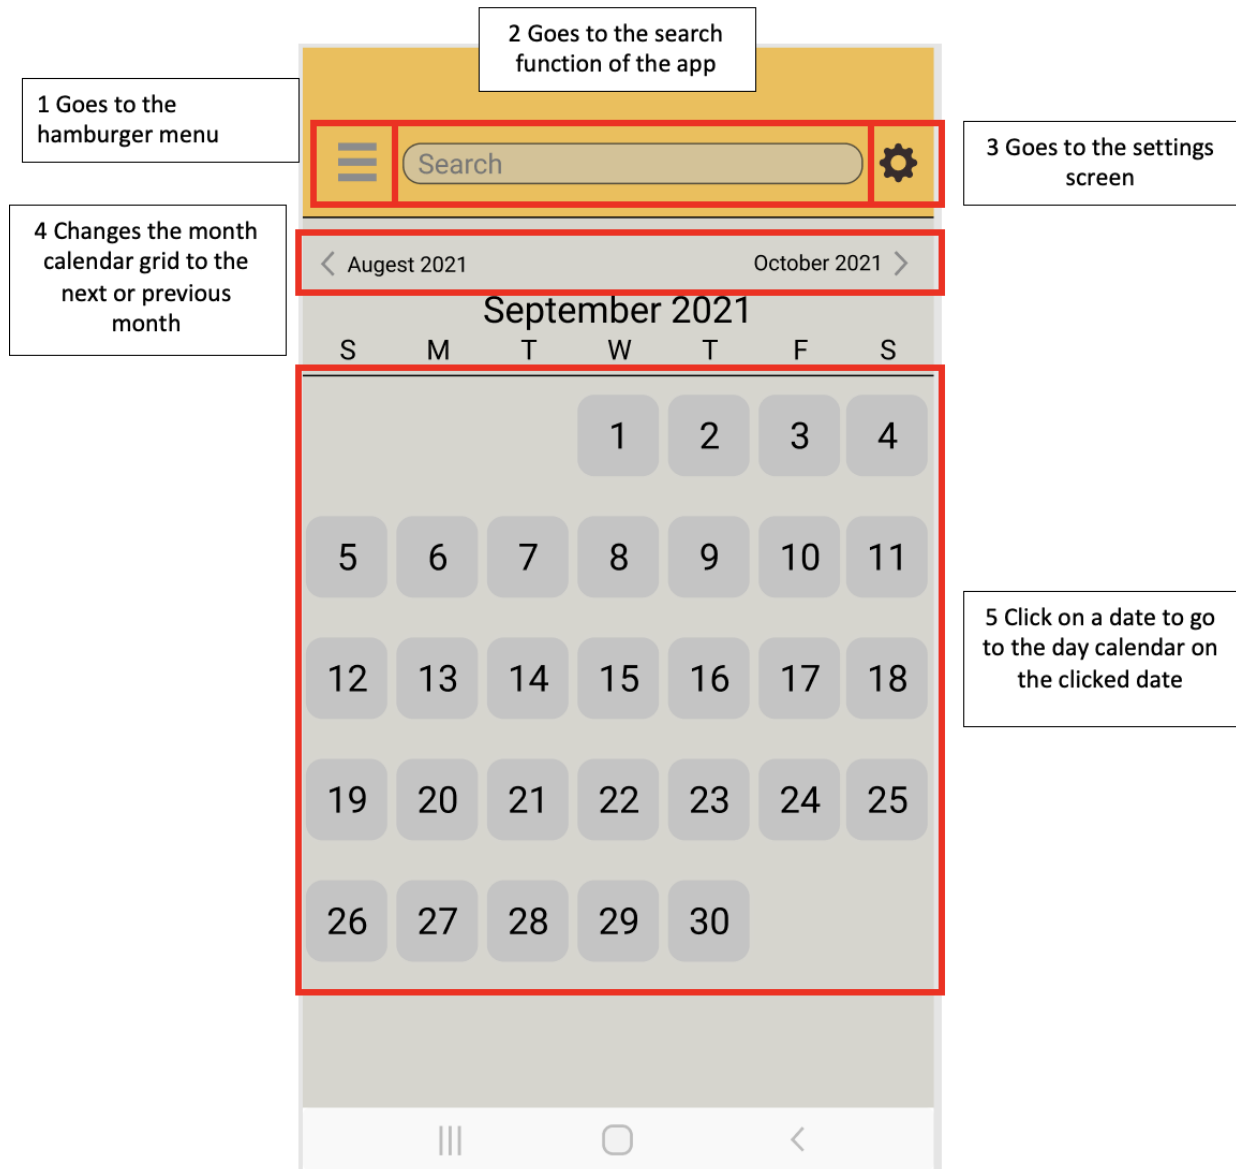 2 Goes to the search
function of the app
1 Goes to the
hamburger menu
Search
3 Goes to the settings
screen
4 Changes the month
calendar grid to the
next or previous
month
Augest 2021 October 2021
September 2021
S M T W T F S
1 2 3 4
5 6 7 8 9 10 11
12 13 14 15 16 17 18
19 20 21 22 23 24 25
26 27 28 29 30
5 Click on a date to go
to the day calendar on
the clicked date